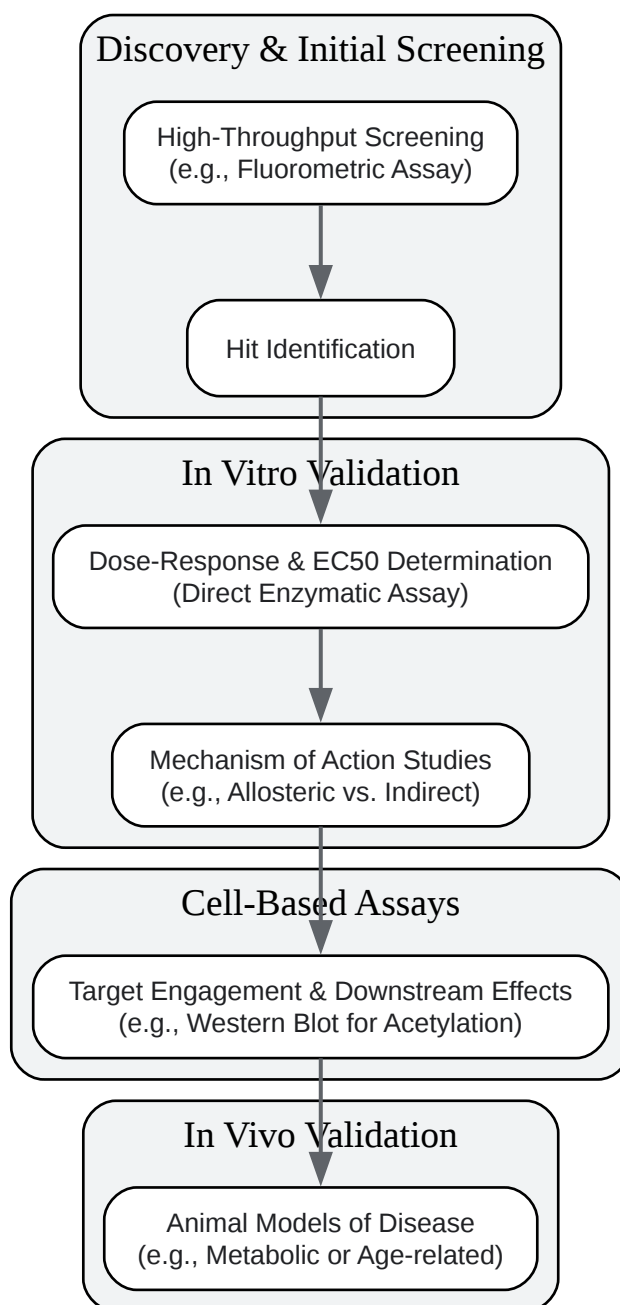 Discovery & Initial Screening
High-Throughput Screening
(e.g., Fluorometric Assay)
Hit Identification
In Vitro Validation
Dose-Response & EC50 Determination
(Direct Enzymatic Assay)
Mechanism of Action Studies
(e.g., Allosteric vs. Indirect)
Cell-Based Assays
Target Engagement & Downstream Effects
(e.g., Western Blot for Acetylation)
In Vivo Validation
Animal Models of Disease
(e.g., Metabolic or Age-related)